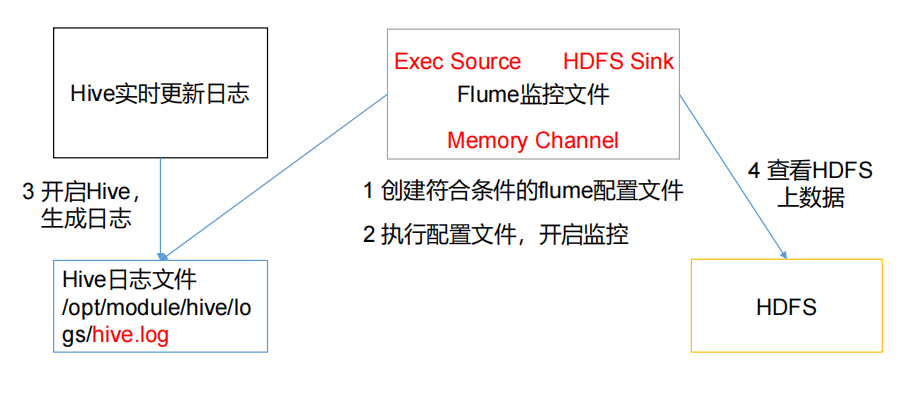 Hive实时更新日志
Exec Source
HDFS Sink
Flume监控文件
Memory Channel
3 开启Hive，
生成日志
1 创建符合条件的flume配置文件
2 执行配置文件，开启监控
4 查看HDFS
上数据
Hive日志文件
/opt/module/hive/lo
gs/hive.log
HDFS